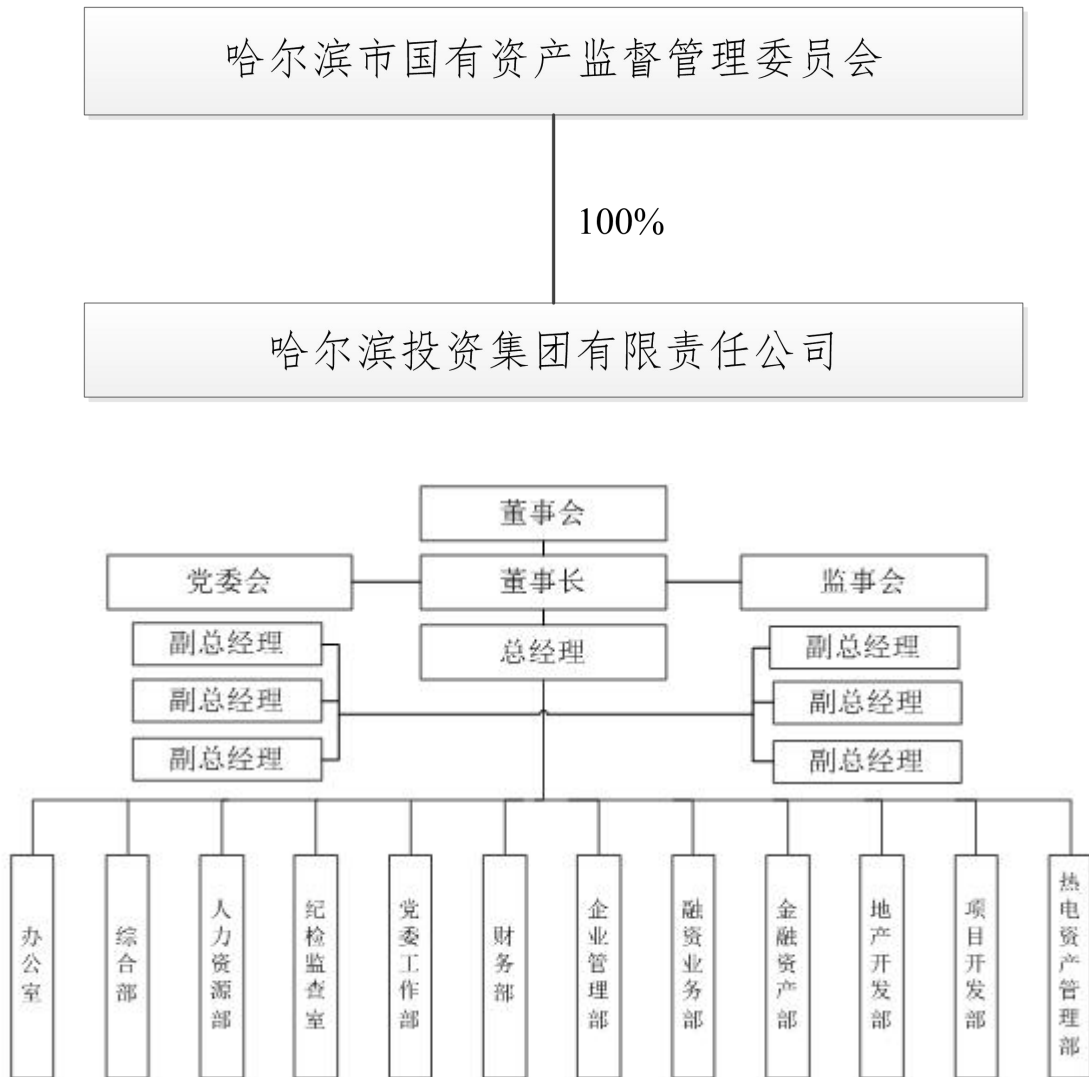 哈尔滨市国有资产监督管理委员会
100%
哈尔滨投资集团有限责任公司
董事会
党委会
董事长
监事会
副总经理
总经理
副总经理
副总经理
副总经理
副总经理
副总经理
办公室
综合部
人力资源部
纪检监查室
党委工作部
财务部
企业管理部
融资业务部
金融资产部
地产开发部
项目开发部
热电资产管理部